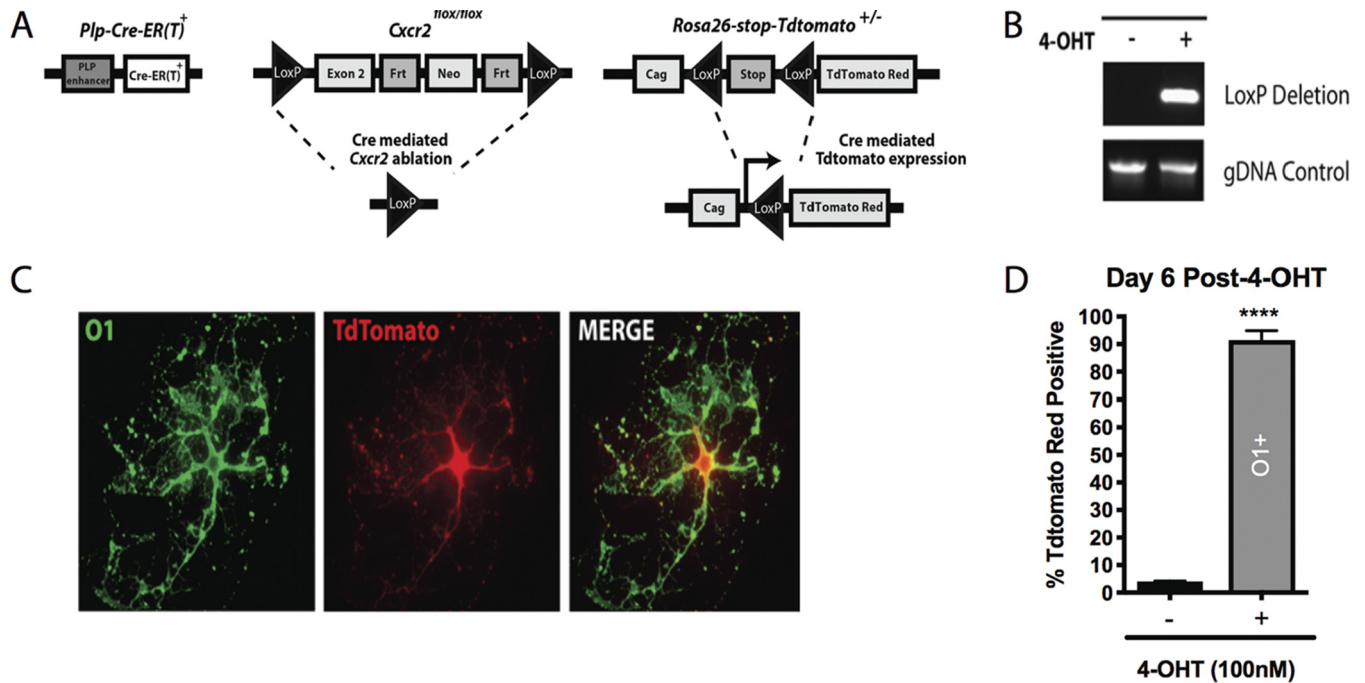 A
Plp-Cre-ER(T)+
PLP enhancer
Cre-ER(T)+
Cxcr2 flox/flox
LoxP
Exon 2
Frt
Neo
Frt
LoxP
Cre mediated
Cxcr2 ablation
LoxP
Rosa26-stop-Tdtomato +/-
Cag
LoxP
Stop
LoxP
TdTomato Red
Cre mediated
Tdtomato expression
Cag
LoxP
TdTomato Red
B
4-OHT - +
LoxP Deletion
gDNA Control
C
O1
TdTomato
MERGE
D
Day 6 Post-4-OHT
% Tdtomato Red Positive
100
90
80
70
60
50
40
30
20
10
0
****
O1+
- +
4-OHT (100nM)